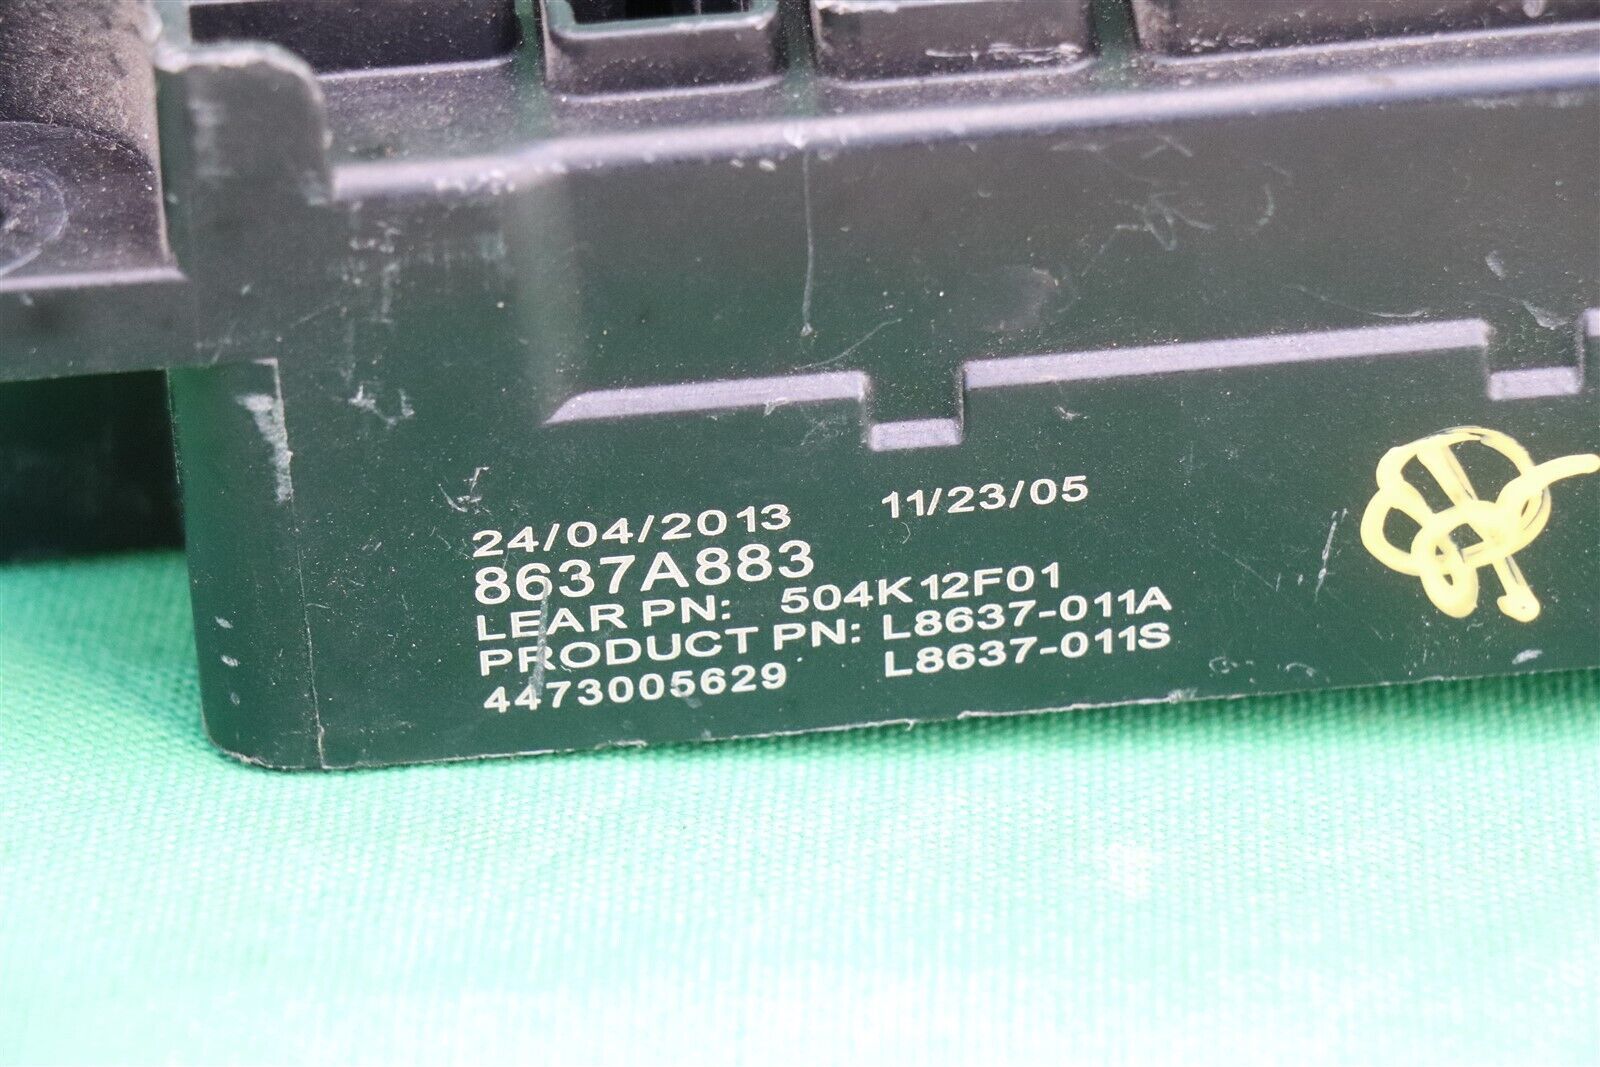 24/04/2013 11/23/05
8637A883
LEAR PN: 504K12F01
PRODUCT PN: L8637-011A
4473005629 L8637-011S